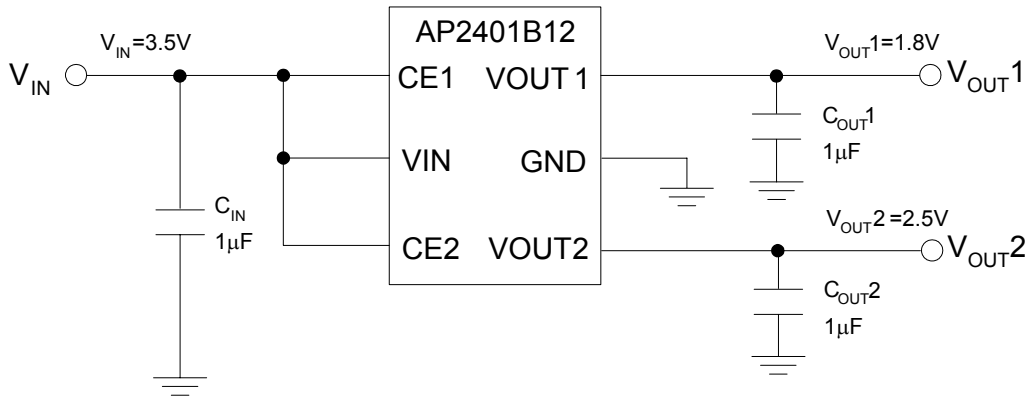 AP2401B12
V_IN=3.5V
V_OUT1=1.8V
V_IN
CE1
VOUT 1
V_OUT1
C_OUT1
1µF
VIN
GND
C_IN
1µF
V_OUT2 =2.5V
CE2
VOUT2
V_OUT2
C_OUT2
1µF